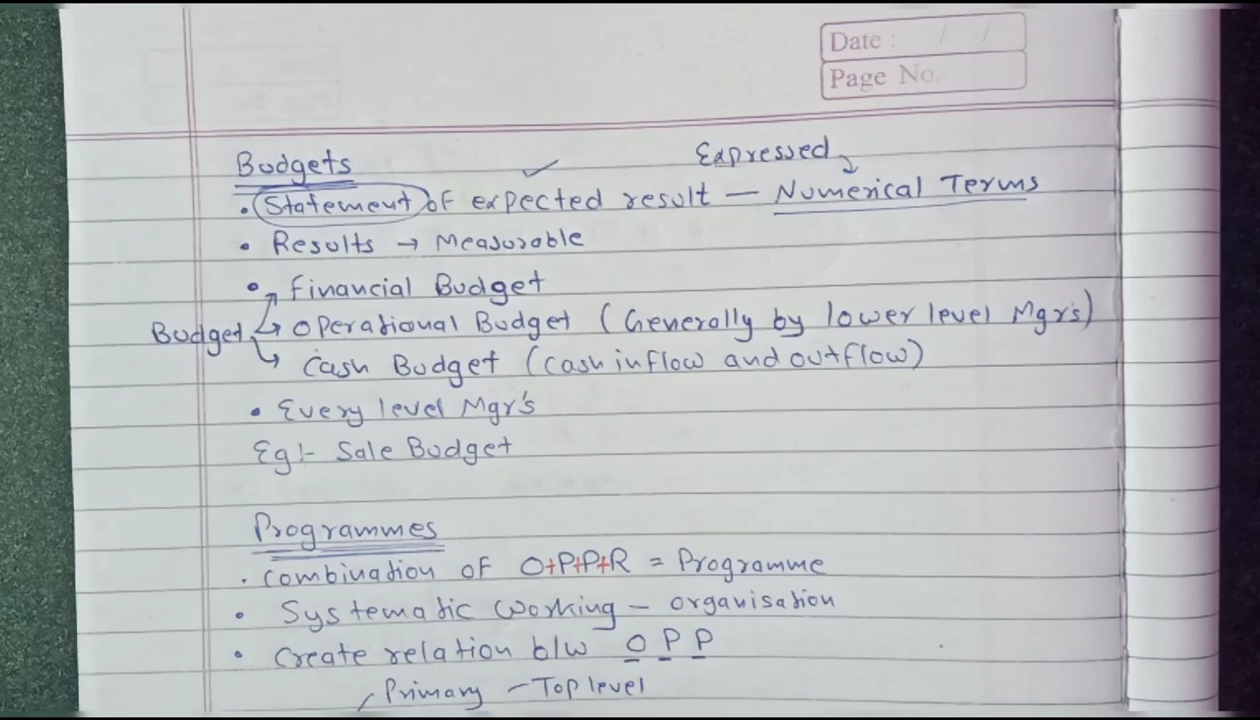 Date : / /
Page No
Expressed
Budgets
• Statement of expected result — Numerical Terms
• Results → Measurable
• Financial Budget
Budget → Operational Budget (Generally by lower level Mgr's)
Cash Budget (cash inflow and outflow)
• Every level Mgr's
Eg:- Sale Budget
Programmes
• Combination of O+P+P+R = Programme
• Systematic working – organisation
• Create relation b/w O P P
Primary – Top level